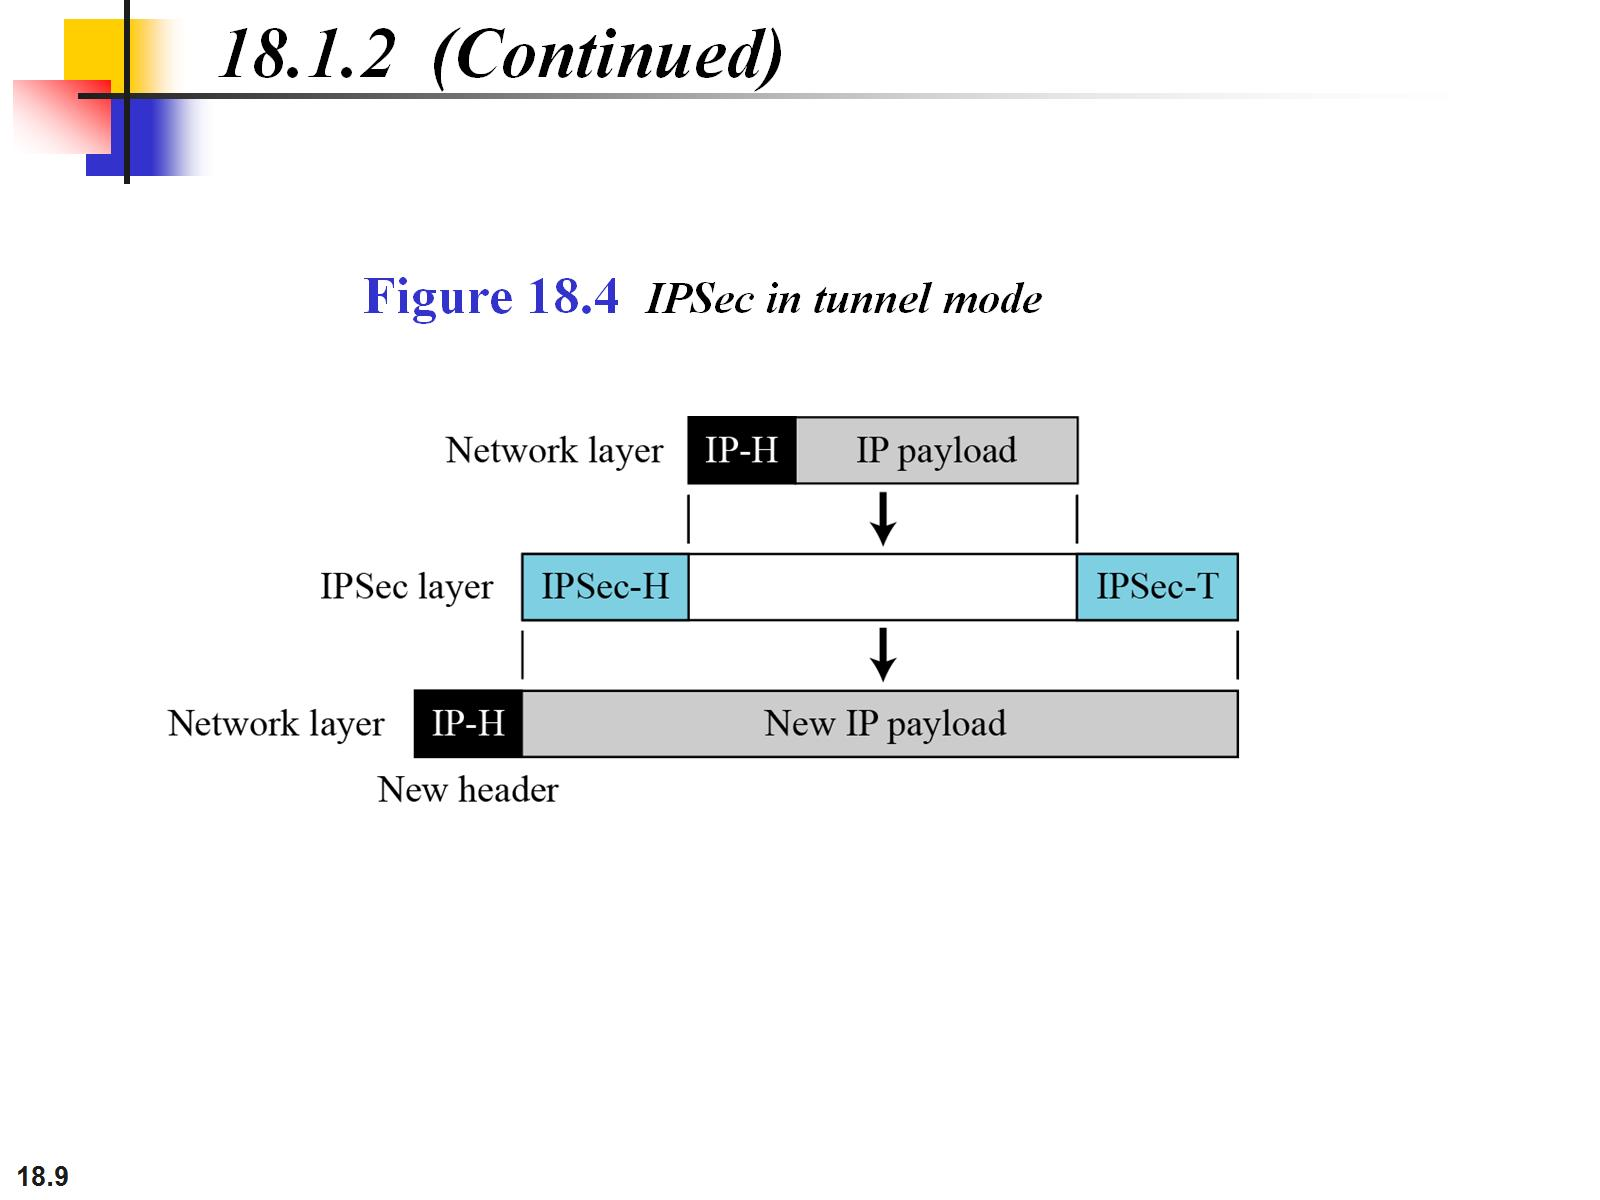 18.1.2 (Continued)
Figure 18.4 IPSec in tunnel mode
Network layer IP-H IP payload
IPSec layer IPSec-H IPSec-T
Network layer IP-H New IP payload
New header
18.9